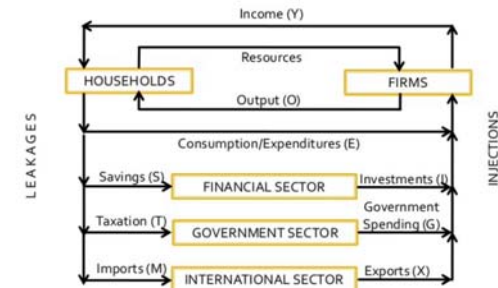 Income (Y)
Resources
HOUSEHOLDS
FIRMS
Output (O)
Consumption/Expenditures (E)
LEAKAGES
INJECTIONS
Savings (S)
FINANCIAL SECTOR
Investments (I)
Government
Spending (G)
Taxation (T)
GOVERNMENT SECTOR
Imports (M)
INTERNATIONAL SECTOR
Exports (X)